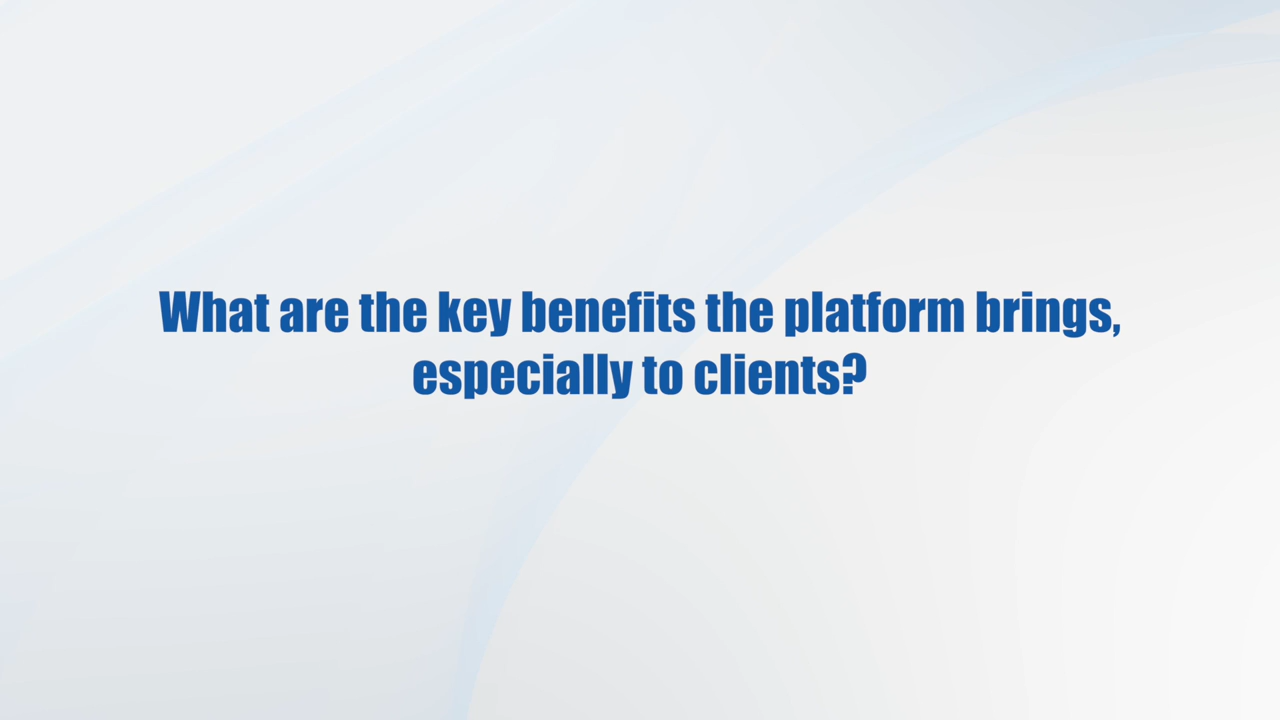 What are the key benefits the platform brings,
especially to clients?